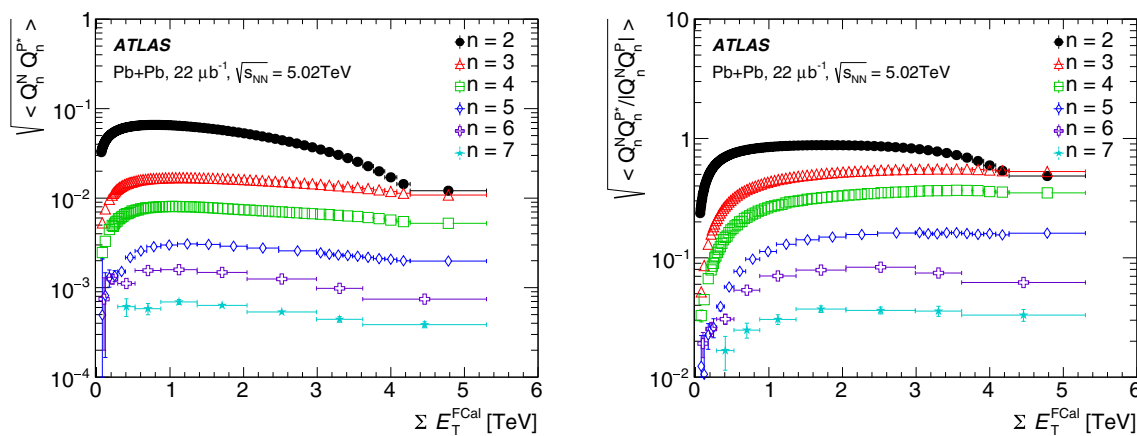 √< Q_n^N Q_n^P* >
ATLAS
Pb+Pb, 22 μb⁻¹, √s_NN = 5.02TeV
n = 2
n = 3
n = 4
n = 5
n = 6
n = 7
1
10⁻¹
10⁻²
10⁻³
10⁻⁴
0 1 2 3 4 5 6
Σ E_T^FCal [TeV]
√< Q_n^N Q_n^P*/|Q_n^N Q_n^P| >
ATLAS
Pb+Pb, 22 μb⁻¹, √s_NN = 5.02TeV
n = 2
n = 3
n = 4
n = 5
n = 6
n = 7
10
1
10⁻¹
10⁻²
0 1 2 3 4 5 6
Σ E_T^FCal [TeV]